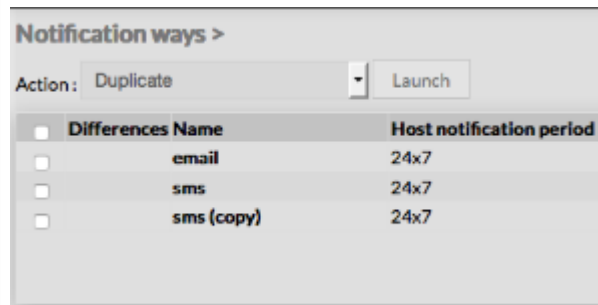 Notification ways >
Action : Duplicate Launch
Differences Name Host notification period
email 24x7
sms 24x7
sms (copy) 24x7